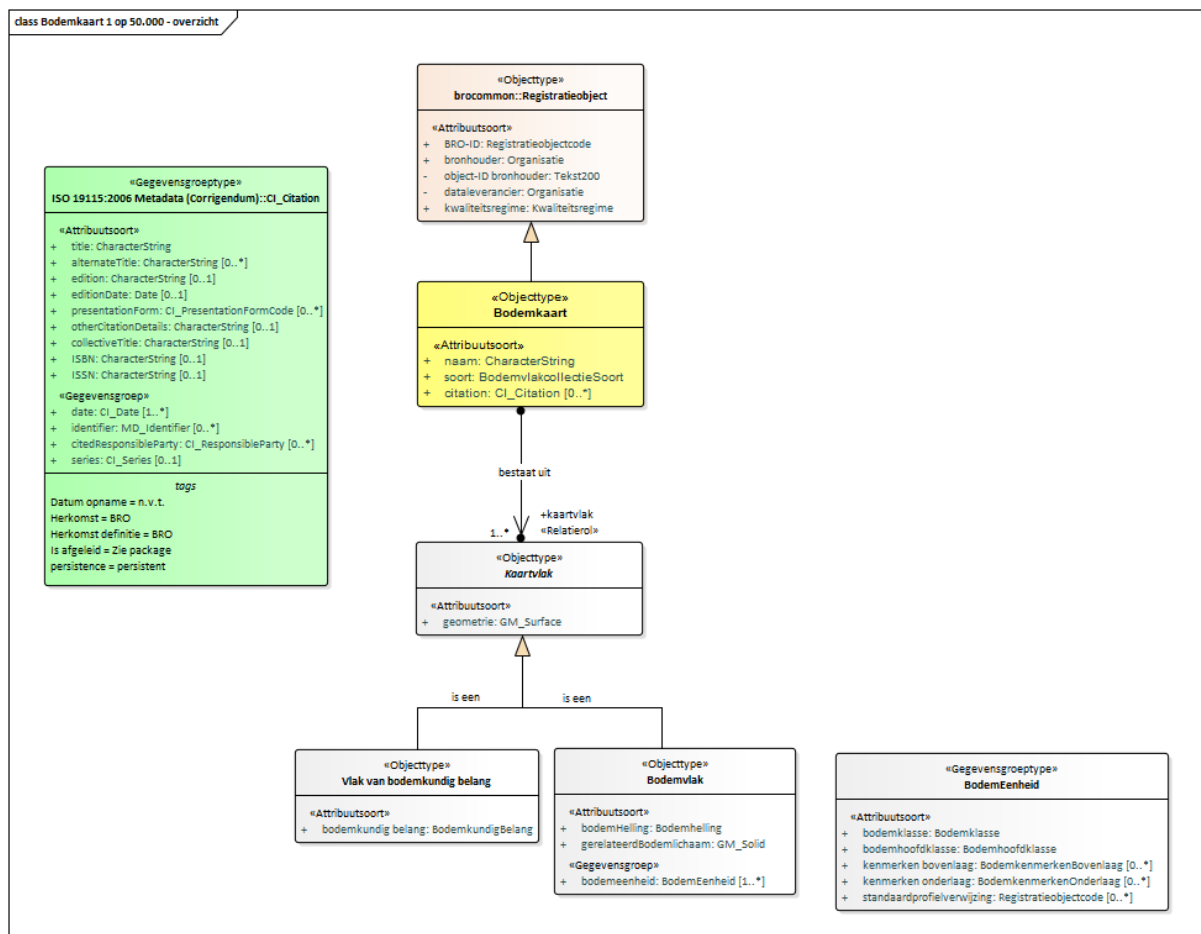 class Bodemkaart 1 op 50.000 - overzicht
«Objecttype»
brocommon::Registratieobject
«Attribuutsoort»
+ BRO-ID: Registratieobjectcode
+ bronhouder: Organisatie
- object-ID bronhouder: Tekst200
- dataleverancier: Organisatie
+ kwaliteitsregime: Kwaliteitsregime
«Gegevensgroeptype»
ISO 19115:2006 Metadata (Corrigendum)::CI_Citation
«Attribuutsoort»
+ title: CharacterString
+ alternateTitle: CharacterString [0..*]
+ edition: CharacterString [0..1]
+ editionDate: Date [0..1]
+ presentationForm: CI_PresentationFormCode [0..*]
+ otherCitationDetails: CharacterString [0..1]
+ collectiveTitle: CharacterString [0..1]
+ ISBN: CharacterString [0..1]
+ ISSN: CharacterString [0..1]
«Gegevensgroep»
+ date: CI_Date [1..*]
+ identifier: MD_Identifier [0..*]
+ citedResponsibleParty: CI_ResponsibleParty [0..*]
+ series: CI_Series [0..1]
tags
Datum opname = n.v.t.
Herkomst = BRO
Herkomst definitie = BRO
Is afgeleid = Zie package
persistence = persistent
«Objecttype»
Bodemkaart
«Attribuutsoort»
+ naam: CharacterString
+ soort: BodemvlakcollectieSoort
+ citation: CI_Citation [0..*]
bestaat uit
+kaartvlak
1..* «Relatierol»
«Objecttype»
Kaartvlak
«Attribuutsoort»
+ geometrie: GM_Surface
is een
is een
«Objecttype»
Vlak van bodemkundig belang
«Attribuutsoort»
+ bodemkundig belang: BodemkundigBelang
«Objecttype»
Bodemvlak
«Attribuutsoort»
+ bodemHelling: Bodemhelling
+ gerelateerdBodemlichaam: GM_Solid
«Gegevensgroep»
+ bodemeenheid: BodemEenheid [1..*]
«Gegevensgroeptype»
BodemEenheid
«Attribuutsoort»
+ bodemklasse: Bodemklasse
+ bodemhoofdklasse: Bodemhoofdklasse
+ kenmerken bovenlaag: BodemkenmerkenBovenlaag [0..*]
+ kenmerken onderlaag: BodemkenmerkenOnderlaag [0..*]
+ standaardprofielverwijzing: Registratieobjectcode [0..*]